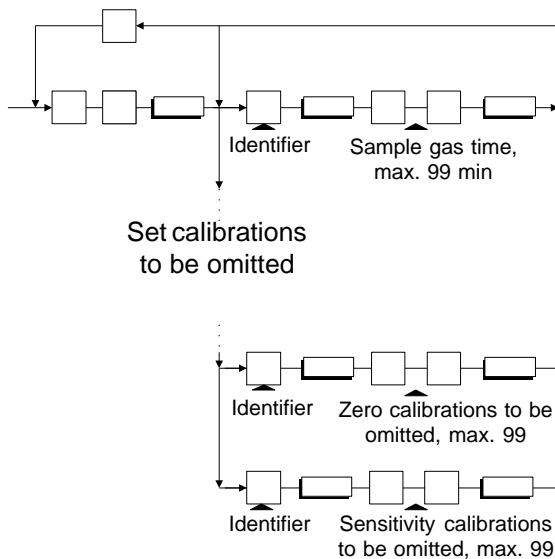 Identifier
Sample gas time,
max. 99 min
Set calibrations
to be omitted
Identifier
Zero calibrations to be
omitted, max. 99
Identifier
Sensitivity calibrations
to be omitted, max. 99